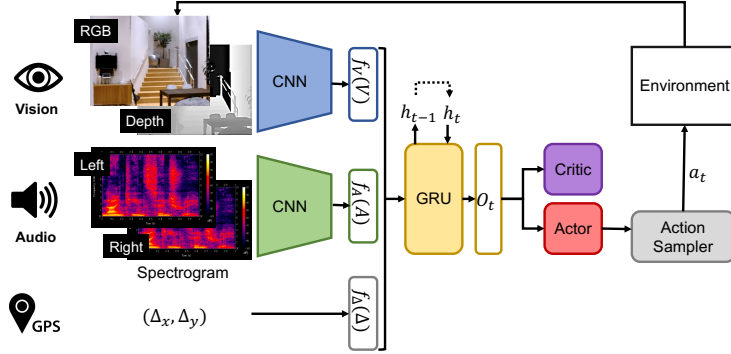 RGB
Vision
Depth
CNN
f_V(V)
Left
Audio
Right
Spectrogram
CNN
f_A(A)
GPS
(Δ_x, Δ_y)
f_Δ(Δ)
h_{t−1}
h_t
GRU
O_t
Critic
Actor
Environment
a_t
Action
Sampler